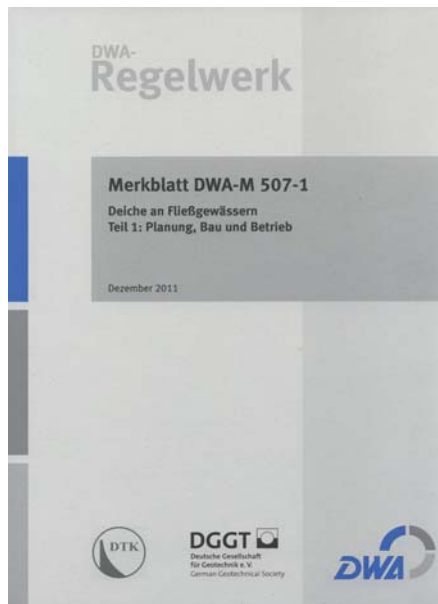 DWA-
Regelwerk
Merkblatt DWA-M 507-1
Deiche an Fließgewässern
Teil 1: Planung, Bau und Betrieb
Dezember 2011
DTK
DGGT
Deutsche Gesellschaft
für Geotechnik e. V.
German Geotechnical Society
DWA